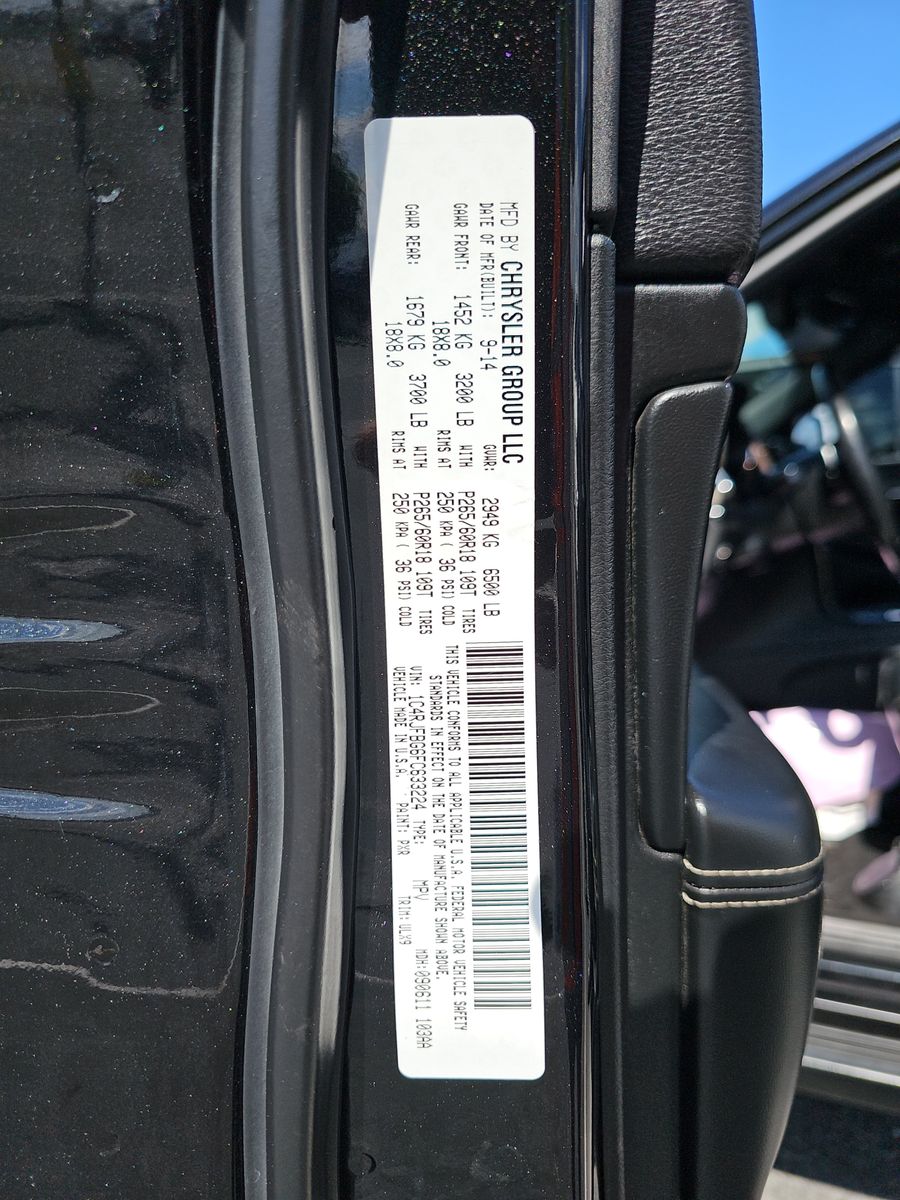 MFD BY CHRYSLER GROUP LLC
DATE OF MFR(BUILT): 9-14 GVWR: 2949 KG 6500 LB
GAWR FRONT: 1452 KG 3200 LB WITH P265/60R18 109T TIRES
18X8.0 RIMS AT 250 KPA ( 36 PSI) COLD
GAWR REAR: 1679 KG 3700 LB WITH P265/60R18 109T TIRES
18X8.0 RIMS AT 250 KPA ( 36 PSI) COLD
THIS VEHICLE CONFORMS TO ALL APPLICABLE U.S.A. FEDERAL MOTOR VEHICLE SAFETY
STANDARDS IN EFFECT ON THE DATE OF MANUFACTURE SHOWN ABOVE.
VIN: 1C4RJFBG6FC633224 TYPE: MPV MDH:090611 103AA
VEHICLE MADE IN U.S.A. PAINT: PXR TRIM:ULX9